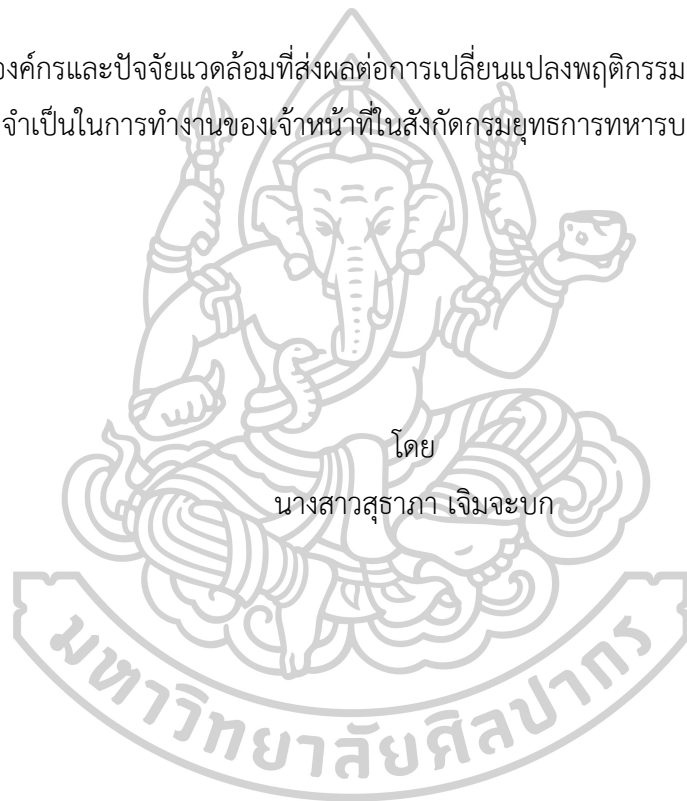 องค์กรและปัจจัยแวดล้อมที่ส่งผลต่อการเปลี่ยนแปลงพฤติกรรม
จำเป็นในการทำงานของเจ้าหน้าที่ในสังกัดกรมยุทธการทหารบ
โดย
นางสาวสุธาภา เจิมจะบก
มหาวิทยาลัยศิลปากร